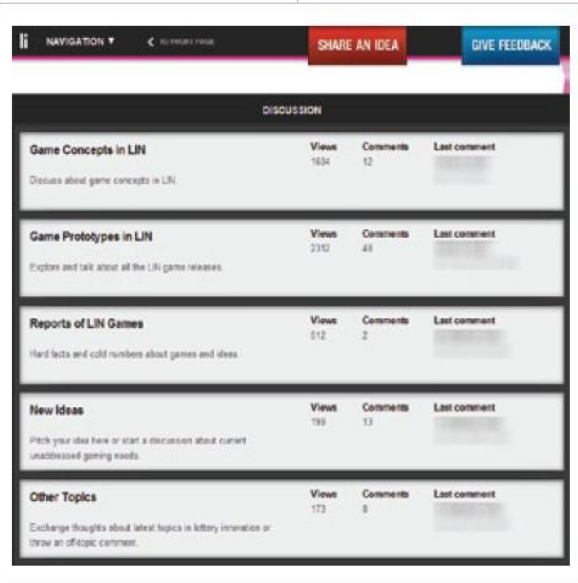 li NAVIGATION ▼ TO FRONT PAGE SHARE AN IDEA GIVE FEEDBACK
DISCUSSION
Game Concepts in LIN Views Comments Last comment
12
Discuss about game concepts in LIN.
Game Prototypes in LIN Views Comments Last comment
2312
Explore and talk about all the LIN game releases.
Reports of LIN Games Views Comments Last comment
512 2
Hard facts and cold numbers about games and ideas.
New Ideas Views Comments Last comment
199 13
Pitch your idea here or start a discussion about current
unaddressed gaming needs.
Other Topics Views Comments Last comment
173 8
Exchange thoughts about latest topics in lottery innovation or
throw an off-topic comment.